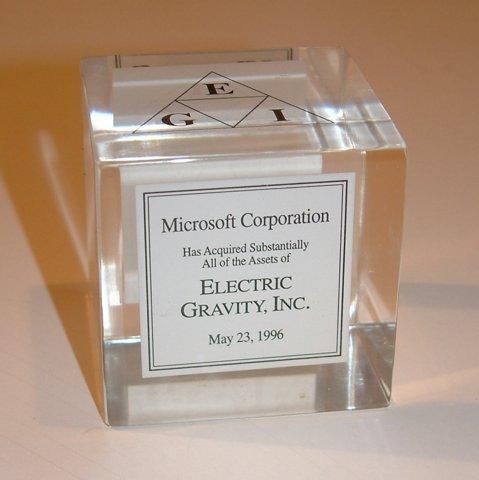 E
G I
Microsoft Corporation
Has Acquired Substantially
All of the Assets of
ELECTRIC
GRAVITY, INC.
May 23, 1996